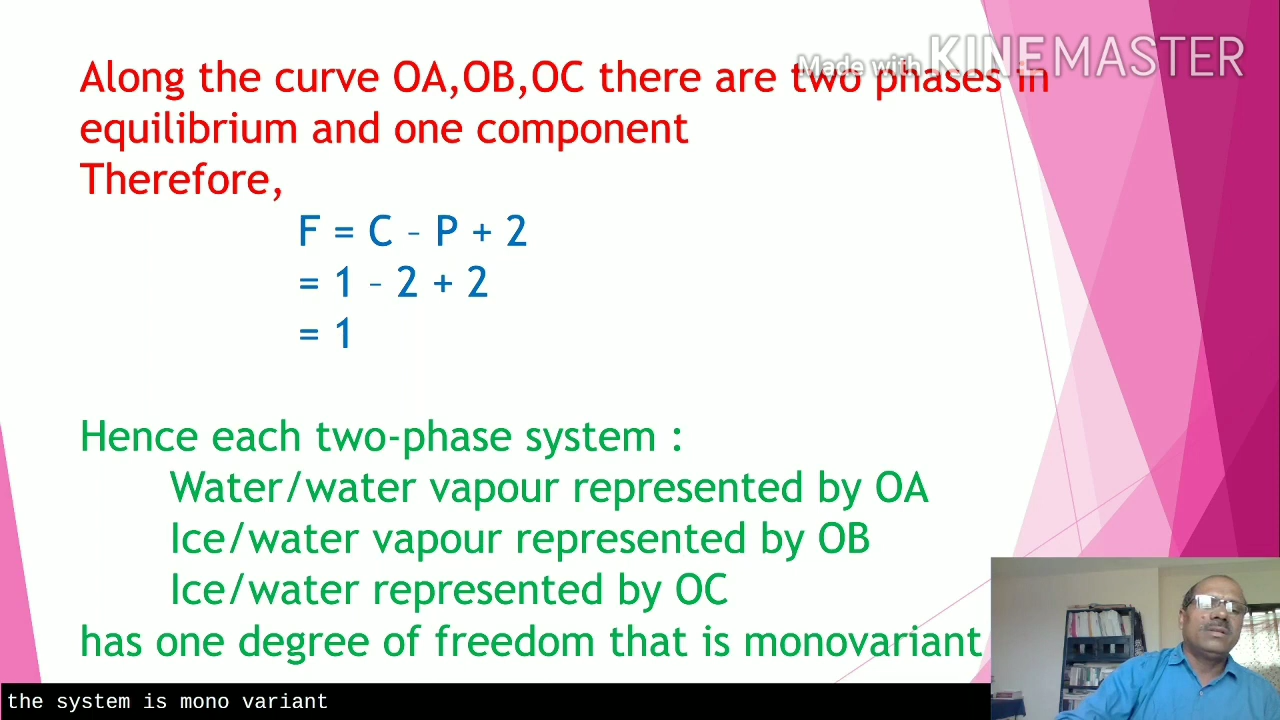 Made with KINEMASTER
Along the curve OA,OB,OC there are two phases in
equilibrium and one component
Therefore,
F = C – P + 2
= 1 – 2 + 2
= 1
Hence each two-phase system :
Water/water vapour represented by OA
Ice/water vapour represented by OB
Ice/water represented by OC
has one degree of freedom that is monovariant
the system is mono variant